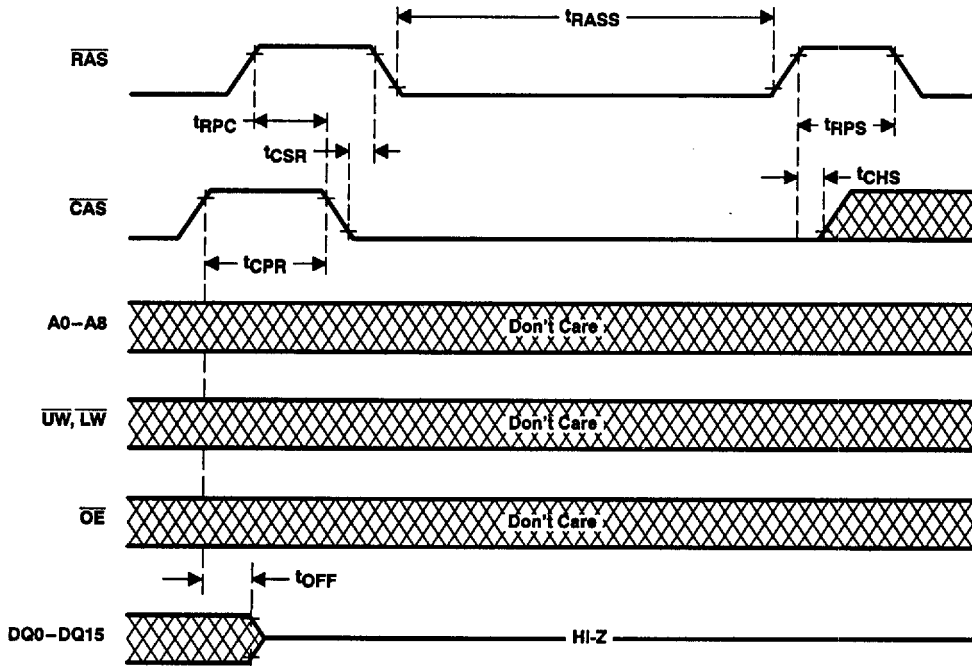 tRASS
RAS
tRPC
tRPS
tCSR
tCHS
CAS
tCPR
A0–A8
Don't Care
UW, LW
Don't Care
OE
Don't Care
tOFF
DQ0–DQ15
HI-Z